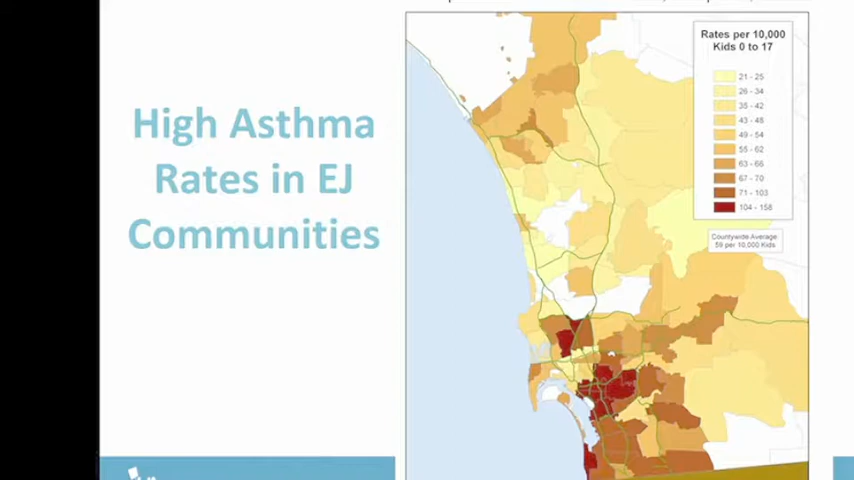 High Asthma
Rates in EJ
Communities
Rates per 10,000
Kids 0 to 17
21 - 25
26 - 34
35 - 42
43 - 48
49 - 54
55 - 62
63 - 66
67 - 70
71 - 103
104 - 158
Countywide Average
59 per 10,000 Kids